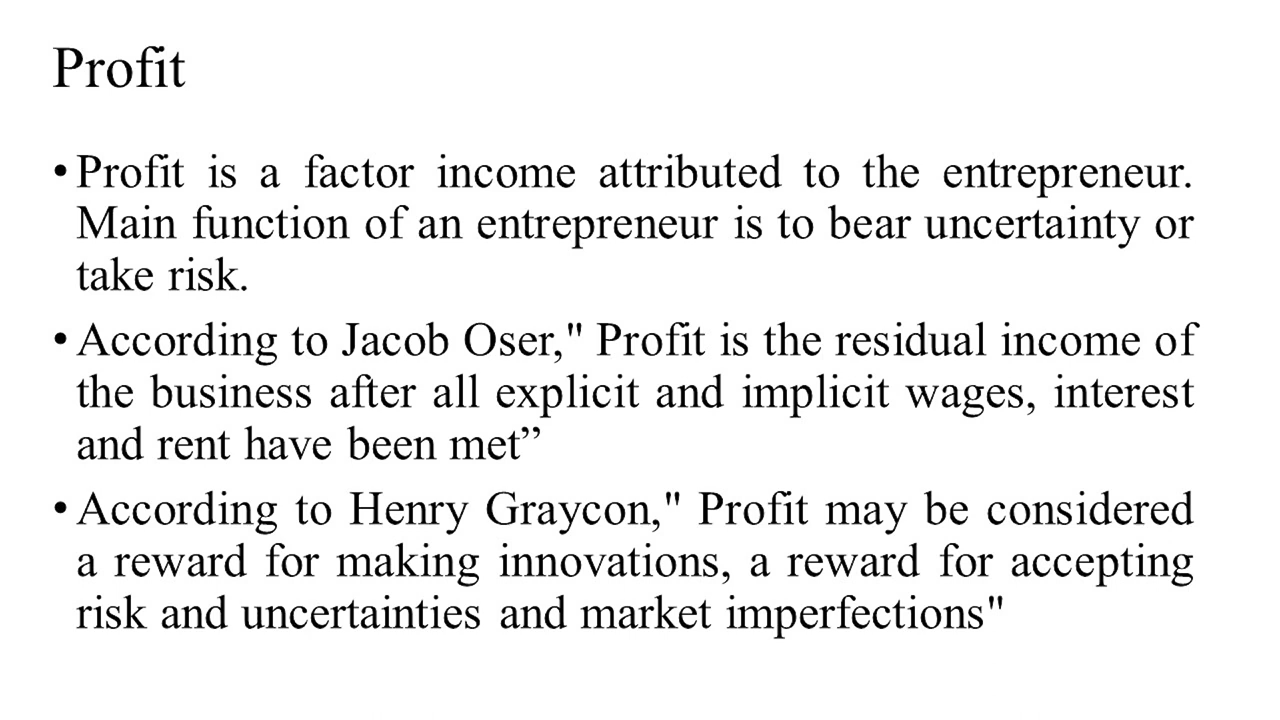 Profit
•Profit is a factor income attributed to the entrepreneur.
Main function of an entrepreneur is to bear uncertainty or
take risk.
•According to Jacob Oser," Profit is the residual income of
the business after all explicit and implicit wages, interest
and rent have been met”
•According to Henry Graycon," Profit may be considered
a reward for making innovations, a reward for accepting
risk and uncertainties and market imperfections"